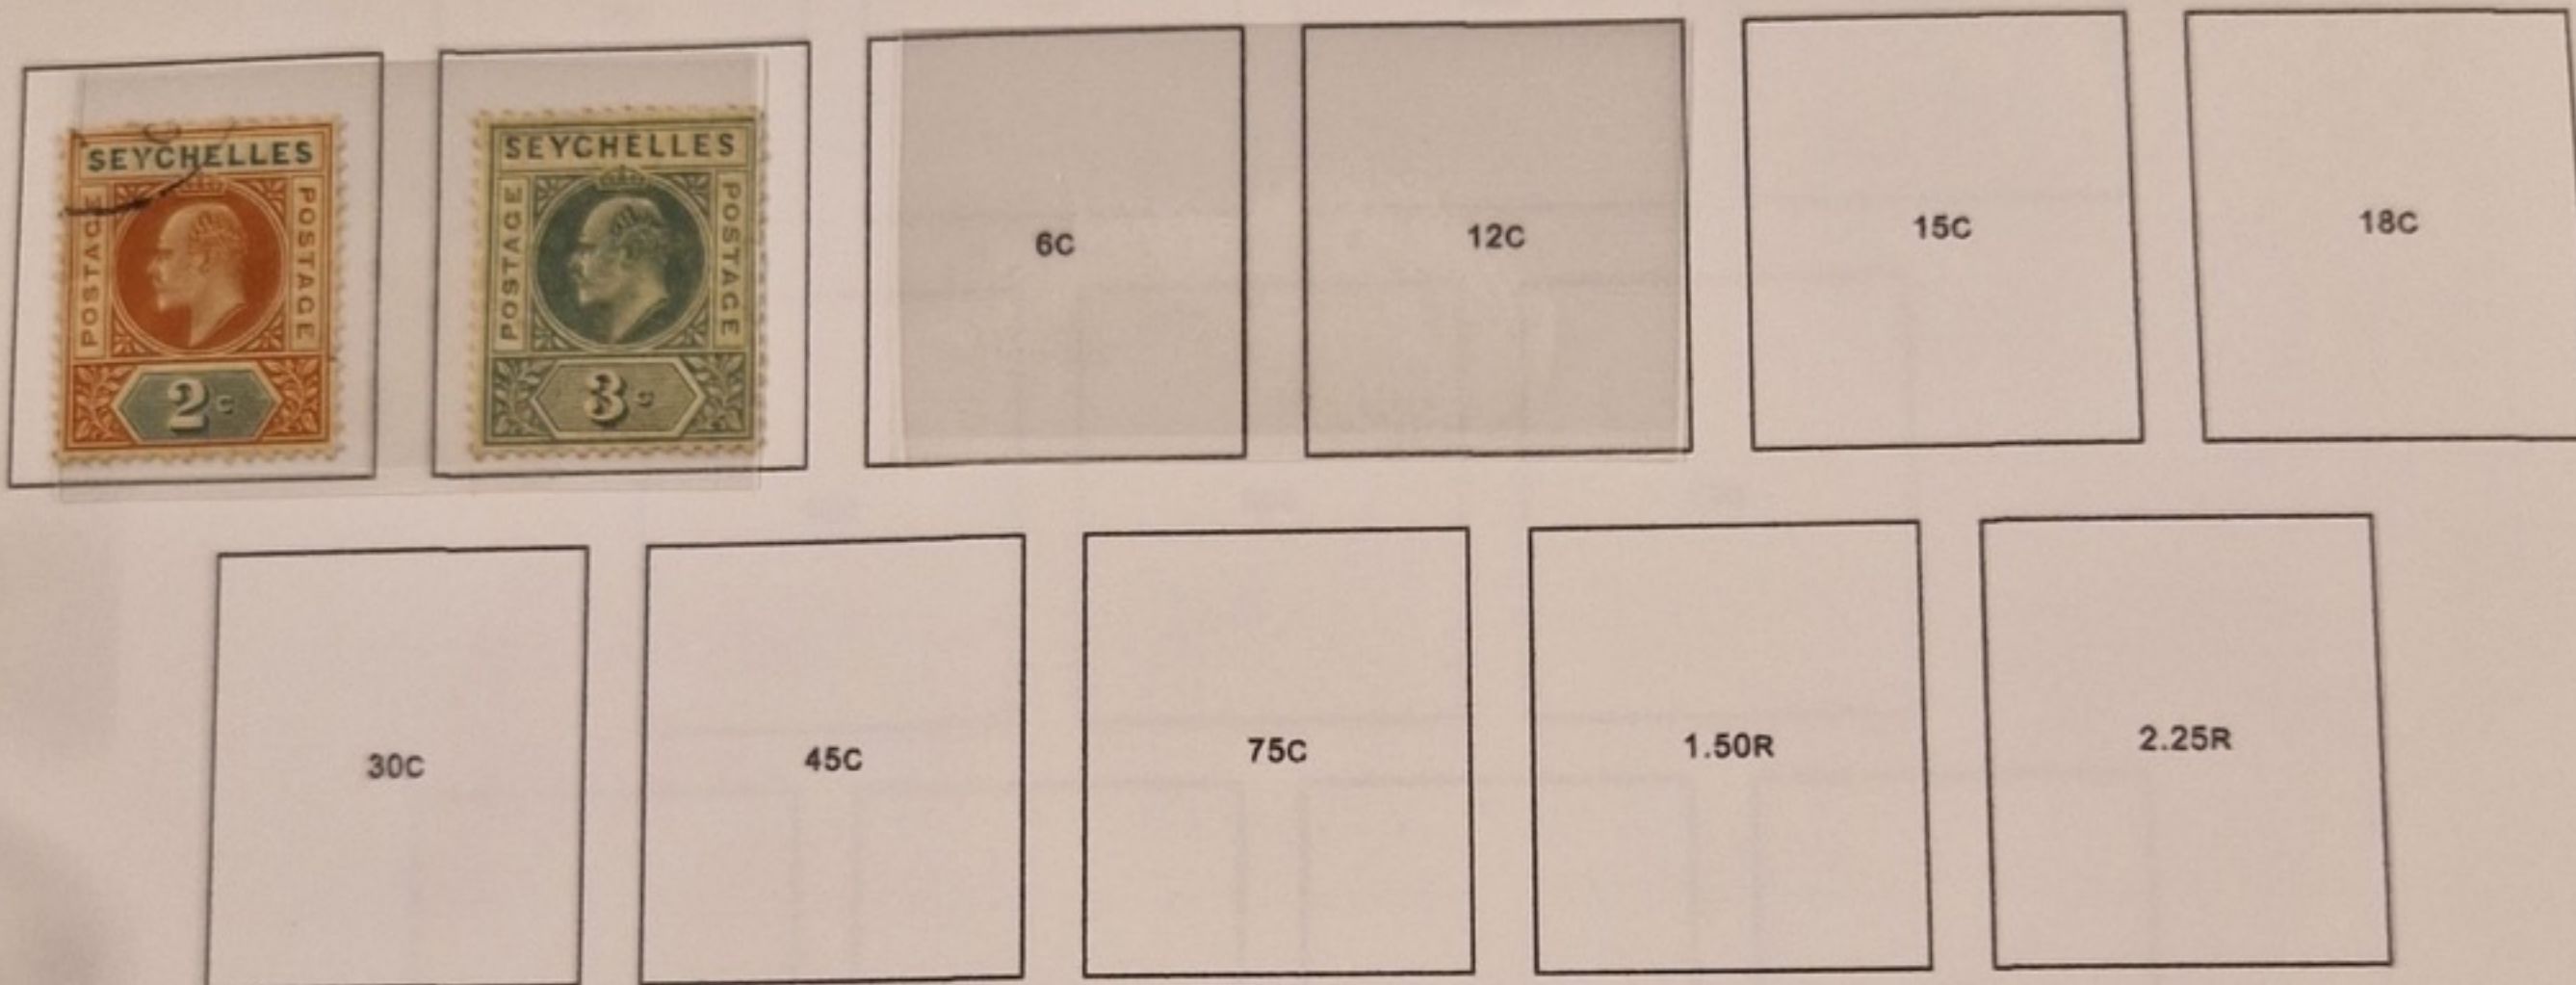 SEYCHELLES
POSTAGE
POSTAGE
2c
SEYCHELLES
POSTAGE
POSTAGE
3c
6C
12C
15C
18C
30C
45C
75C
1.50R
2.25R